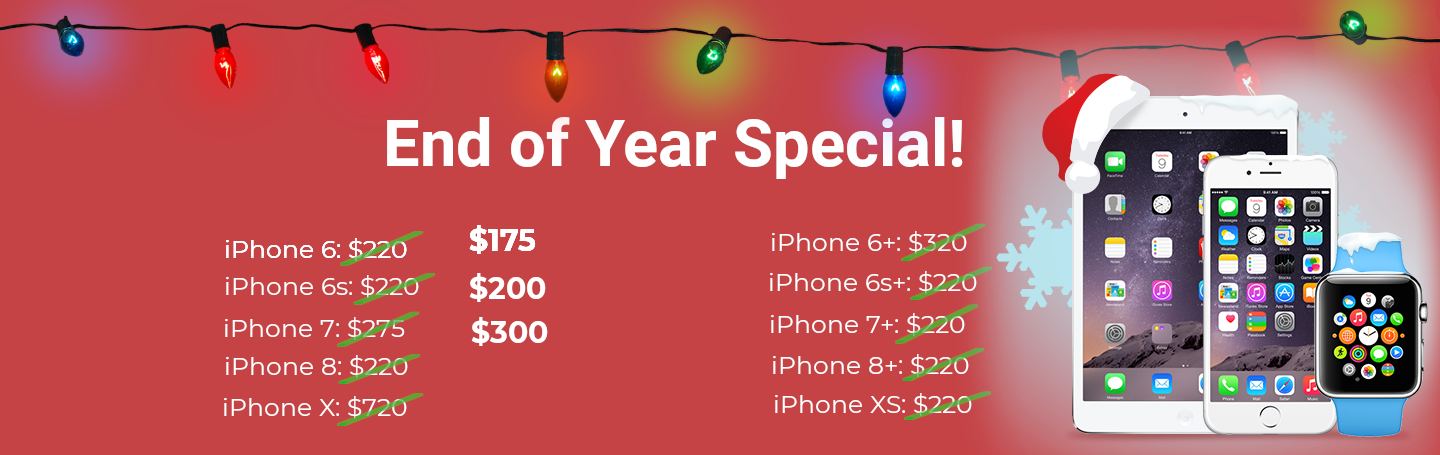 End of Year Special!
iPhone 6: $220 $175
iPhone 6s: $220 $200
iPhone 7: $275 $300
iPhone 8: $220
iPhone X: $720
iPhone 6+: $320
iPhone 6s+: $220
iPhone 7+: $220
iPhone 8+: $220
iPhone XS: $220